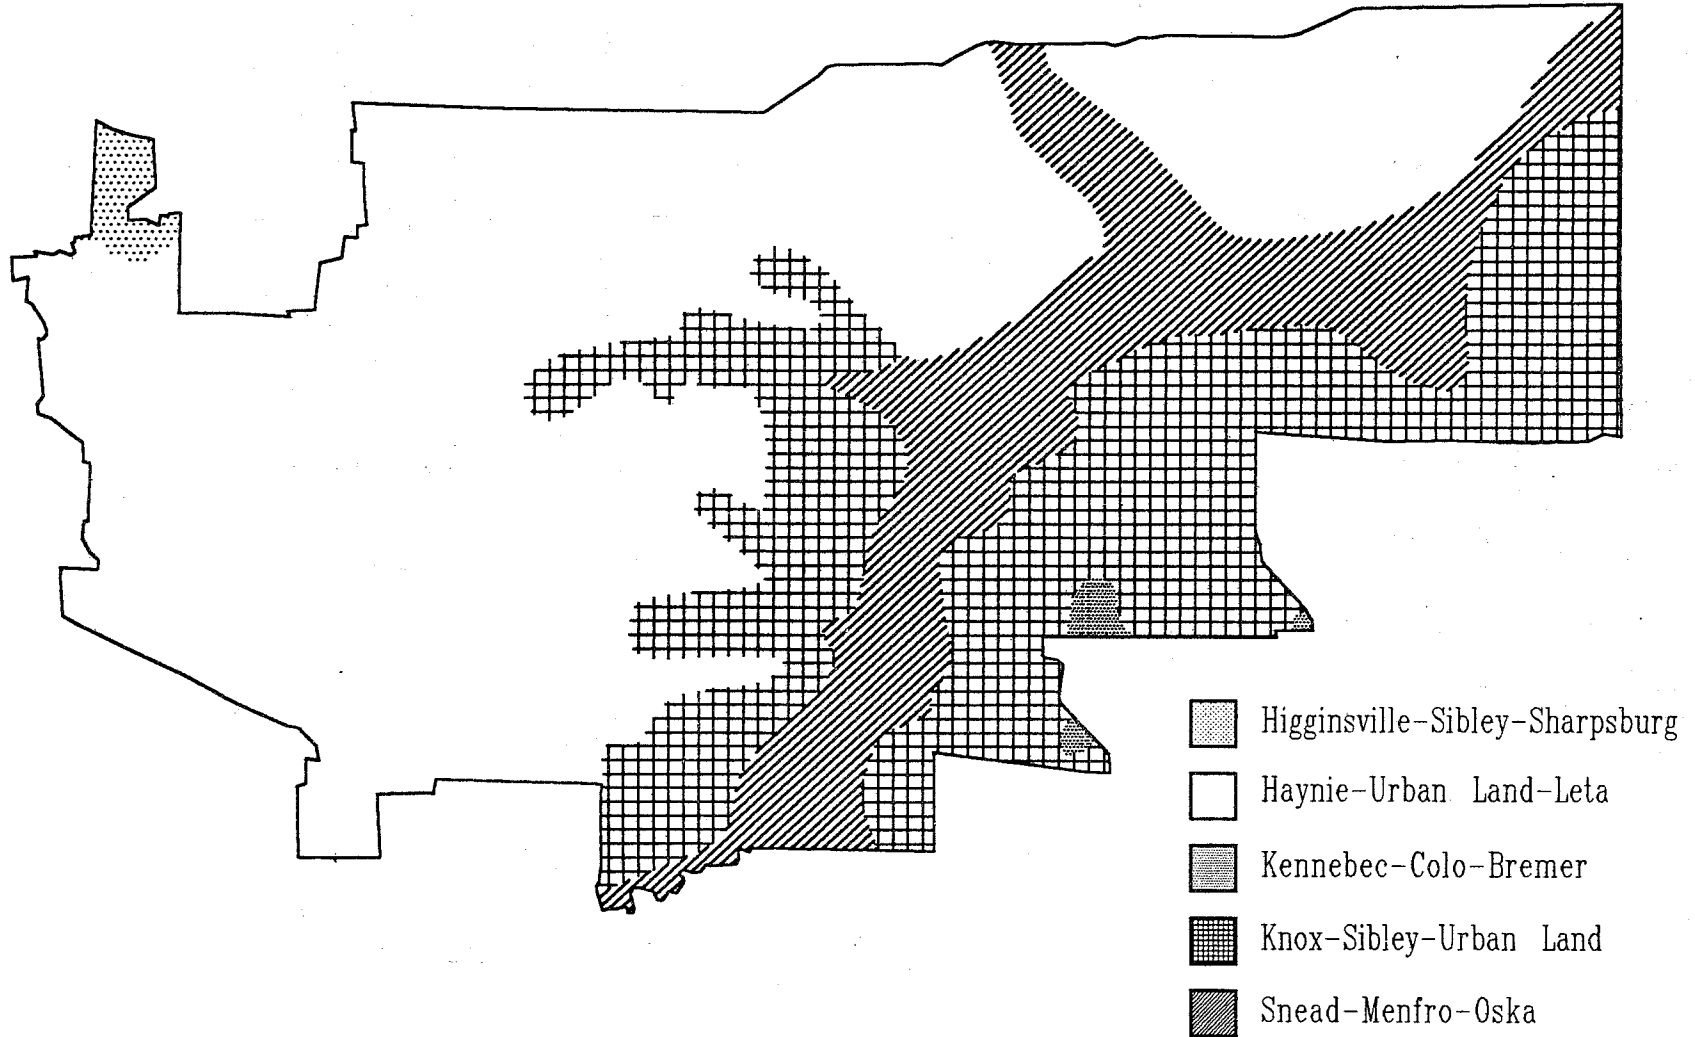 Higginsville-Sibley-Sharpsburg
Haynie-Urban Land-Leta
Kennebec-Colo-Bremer
Knox-Sibley-Urban Land
Snead-Menfro-Oska